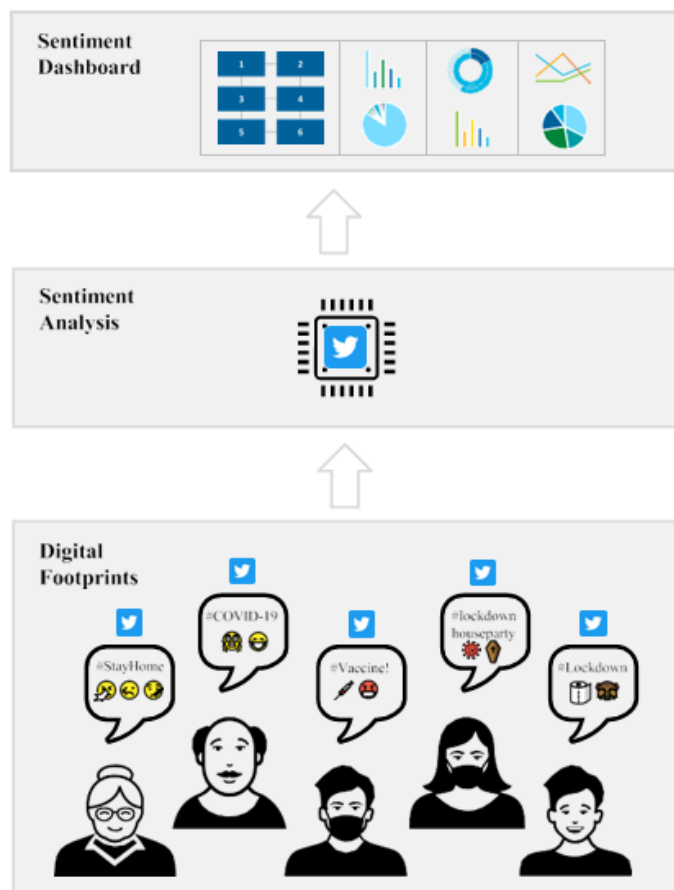 Sentiment
Dashboard
1 2
3 4
5 6
Sentiment
Analysis
Digital
Footprints
#COVID-19
#lockdown
houseparty
#StayHome
#Vaccine!
#Lockdown